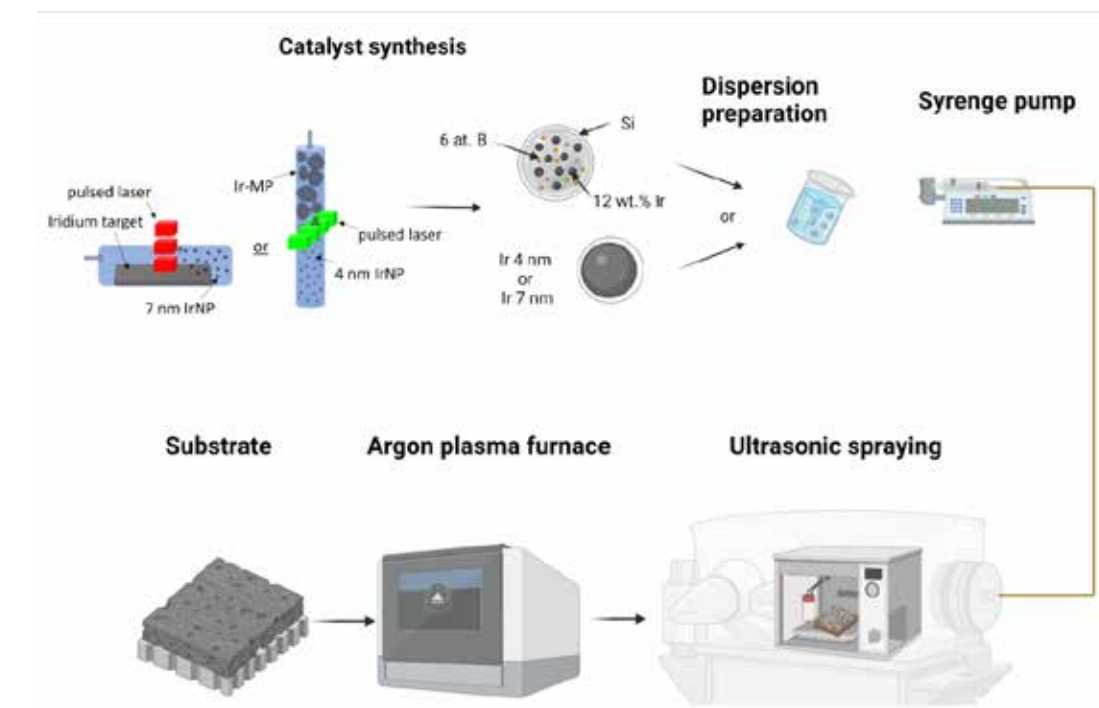 Catalyst synthesis
Dispersion
preparation
Syrenge pump
pulsed laser
Iridium target
7 nm IrNP
or
Ir-MP
pulsed laser
4 nm IrNP
6 at. B
Si
12 wt.% Ir
Ir 4 nm
or
Ir 7 nm
or
Substrate
Argon plasma furnace
Ultrasonic spraying